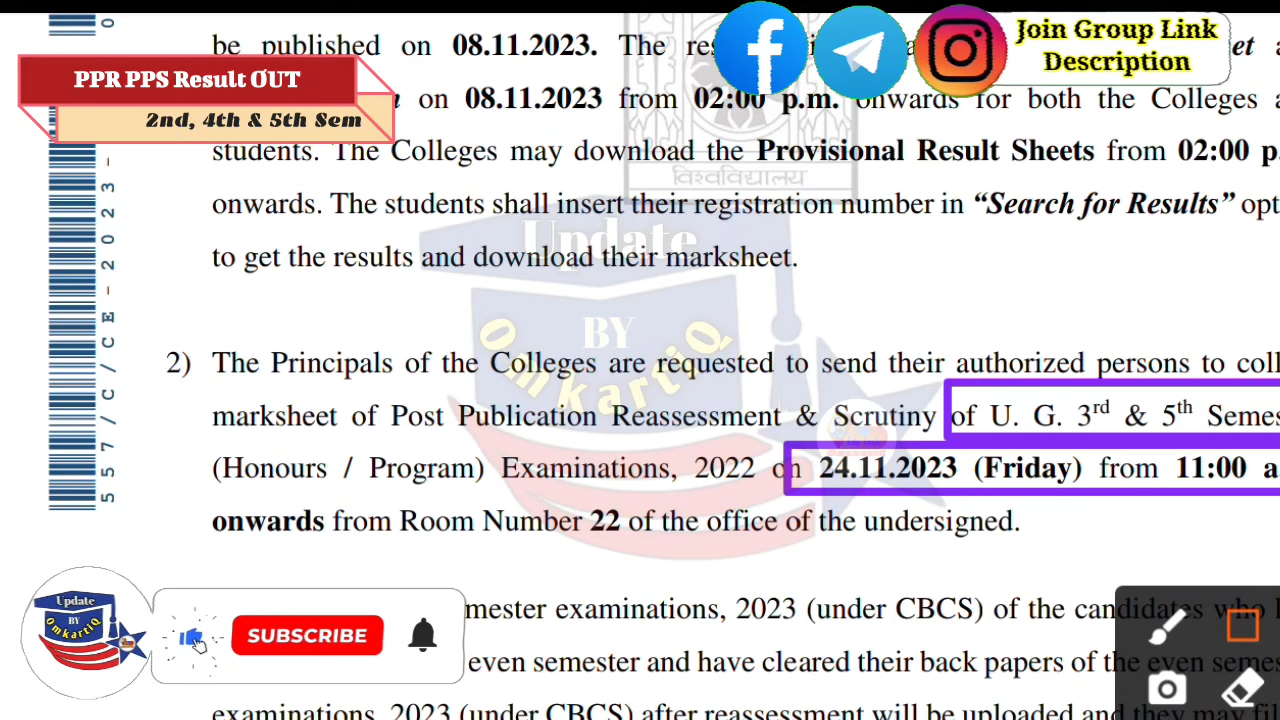 be published on 08.11.2023. The
Join Group Link
Description
PPR PPS Result OUT
2nd, 4th & 5th Sem
on 08.11.2023 from 02:00 p.m. onwards for both the Colleges
students. The Colleges may download the Provisional Result Sheets from 02:00
विश्वविद्यालय
onwards. The students shall insert their registration number in “Search for Results”
to get the results and download their marksheet.
Update
BY
OmkartiQ
2) The Principals of the Colleges are requested to send their authorized persons to
marksheet of Post Publication Reassessment & Scrutiny of U. G. 3rd & 5th
(Honours / Program) Examinations, 2022 on 24.11.2023 (Friday) from 11:00
onwards from Room Number 22 of the office of the undersigned.
557/C/CE-2023-
mester examinations, 2023 (under CBCS) of the candidates who
even semester and have cleared their back papers of the even
examinations, 2023 (under CBCS) after reassessment will be uploaded and they may
Update
BY
OmkartiQ
SUBSCRIBE